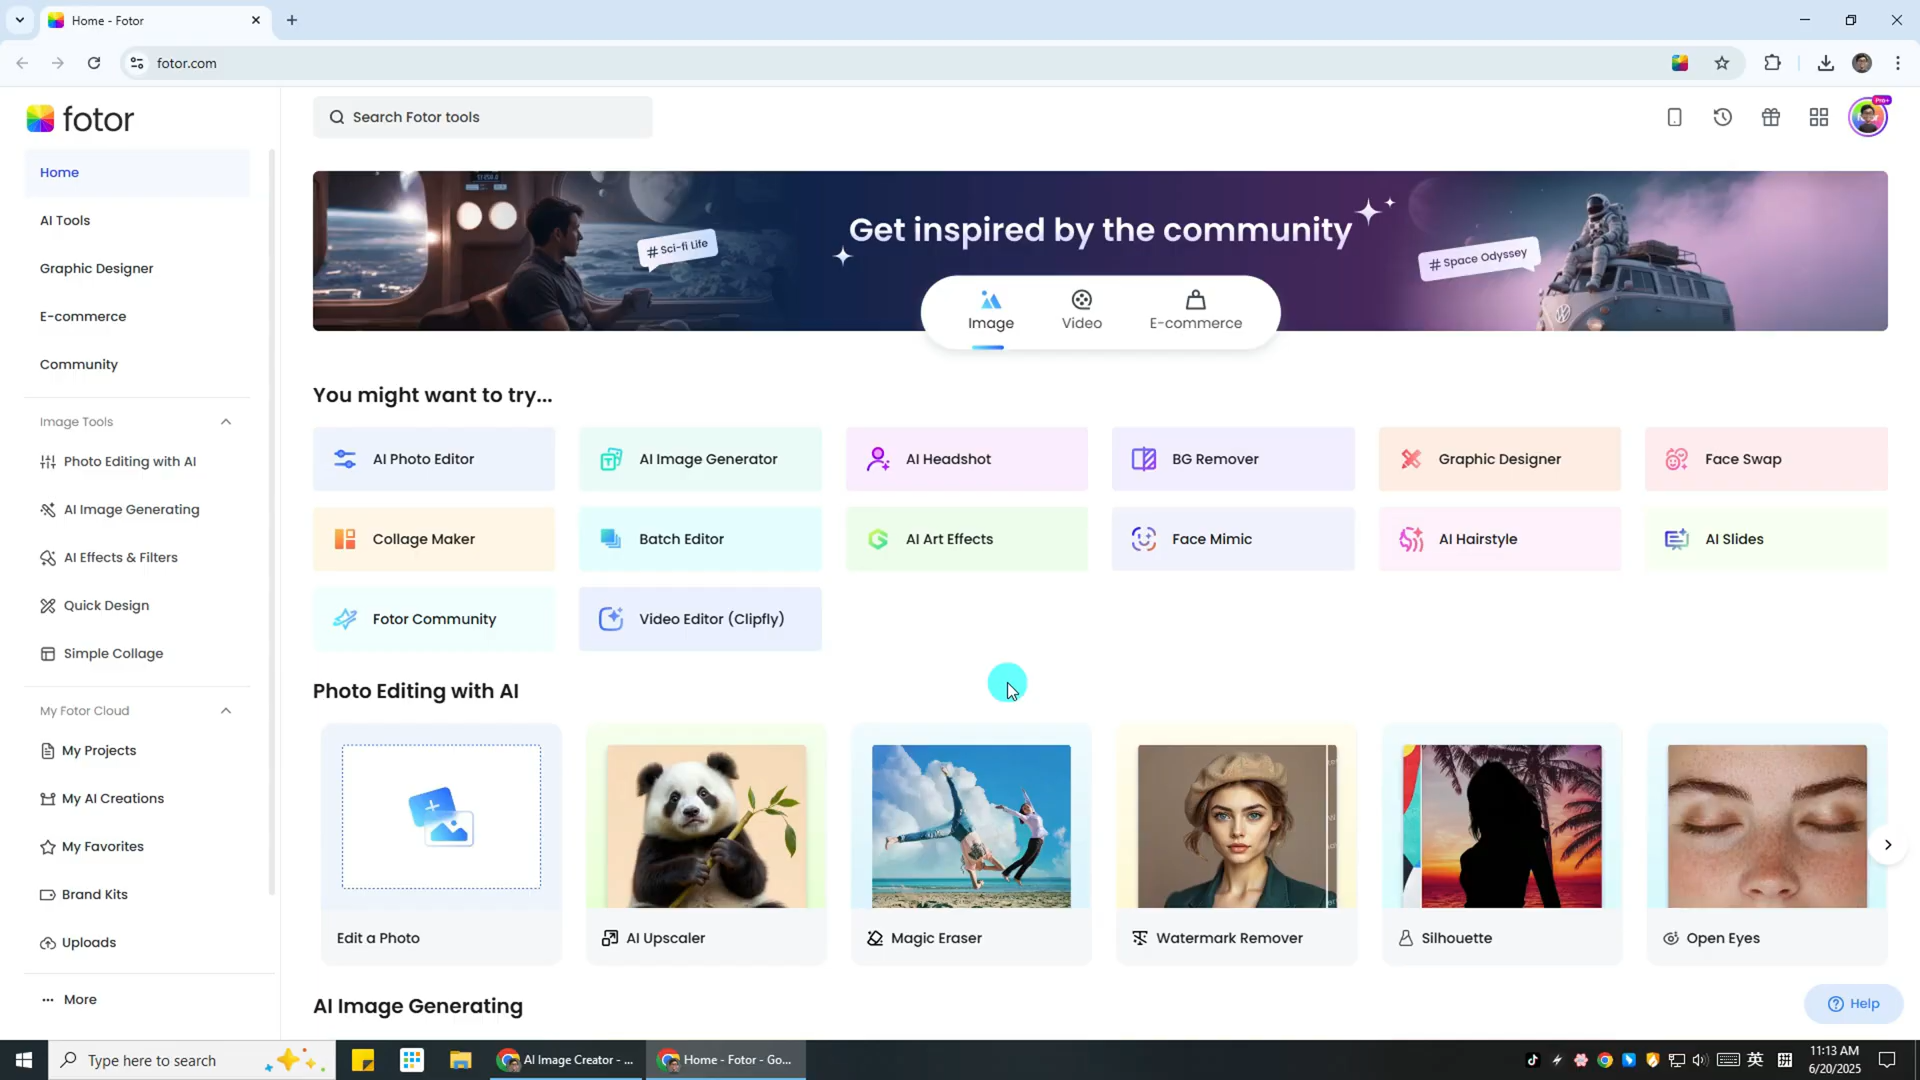 Home - Fotor
fotor.com
fotor
Search Fotor tools
Pro+
Home
AI Tools
Graphic Designer
E-commerce
Community
Image Tools
Photo Editing with AI
AI Image Generating
AI Effects & Filters
Quick Design
Simple Collage
My Fotor Cloud
My Projects
My AI Creations
My Favorites
Brand Kits
Uploads
More
# Sci-fi Life
Get inspired by the community
# Space Odyssey
Image
Video
E-commerce
You might want to try...
AI Photo Editor
AI Image Generator
AI Headshot
BG Remover
Graphic Designer
Face Swap
Collage Maker
Batch Editor
AI Art Effects
Face Mimic
AI Hairstyle
AI Slides
Fotor Community
Video Editor (Clipfly)
Photo Editing with AI
Edit a Photo
AI Upscaler
Magic Eraser
Watermark Remover
Silhouette
Open Eyes
AI Image Generating
Help
Type here to search
AI Image Creator - ...
Home - Fotor - Go...
英
拼
11:13 AM
6/20/2025